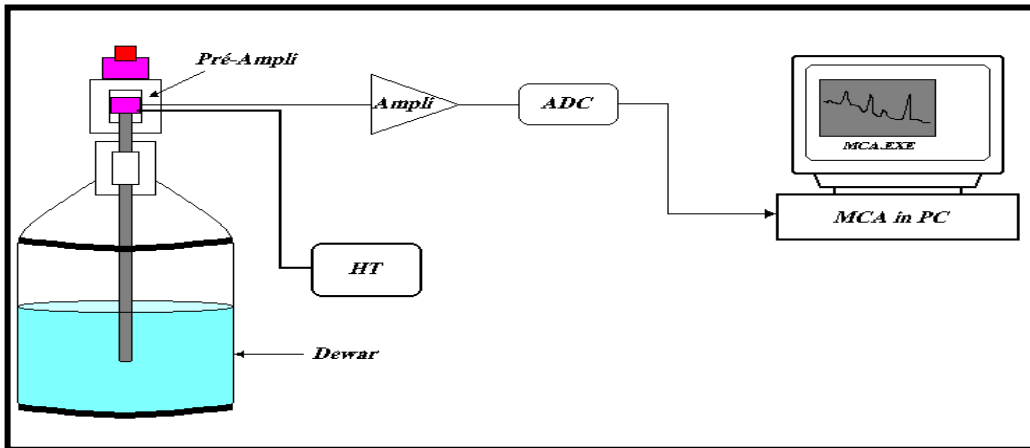 Pré-Ampli
Ampli
ADC
MCA.EXE
MCA in PC
HT
Dewar